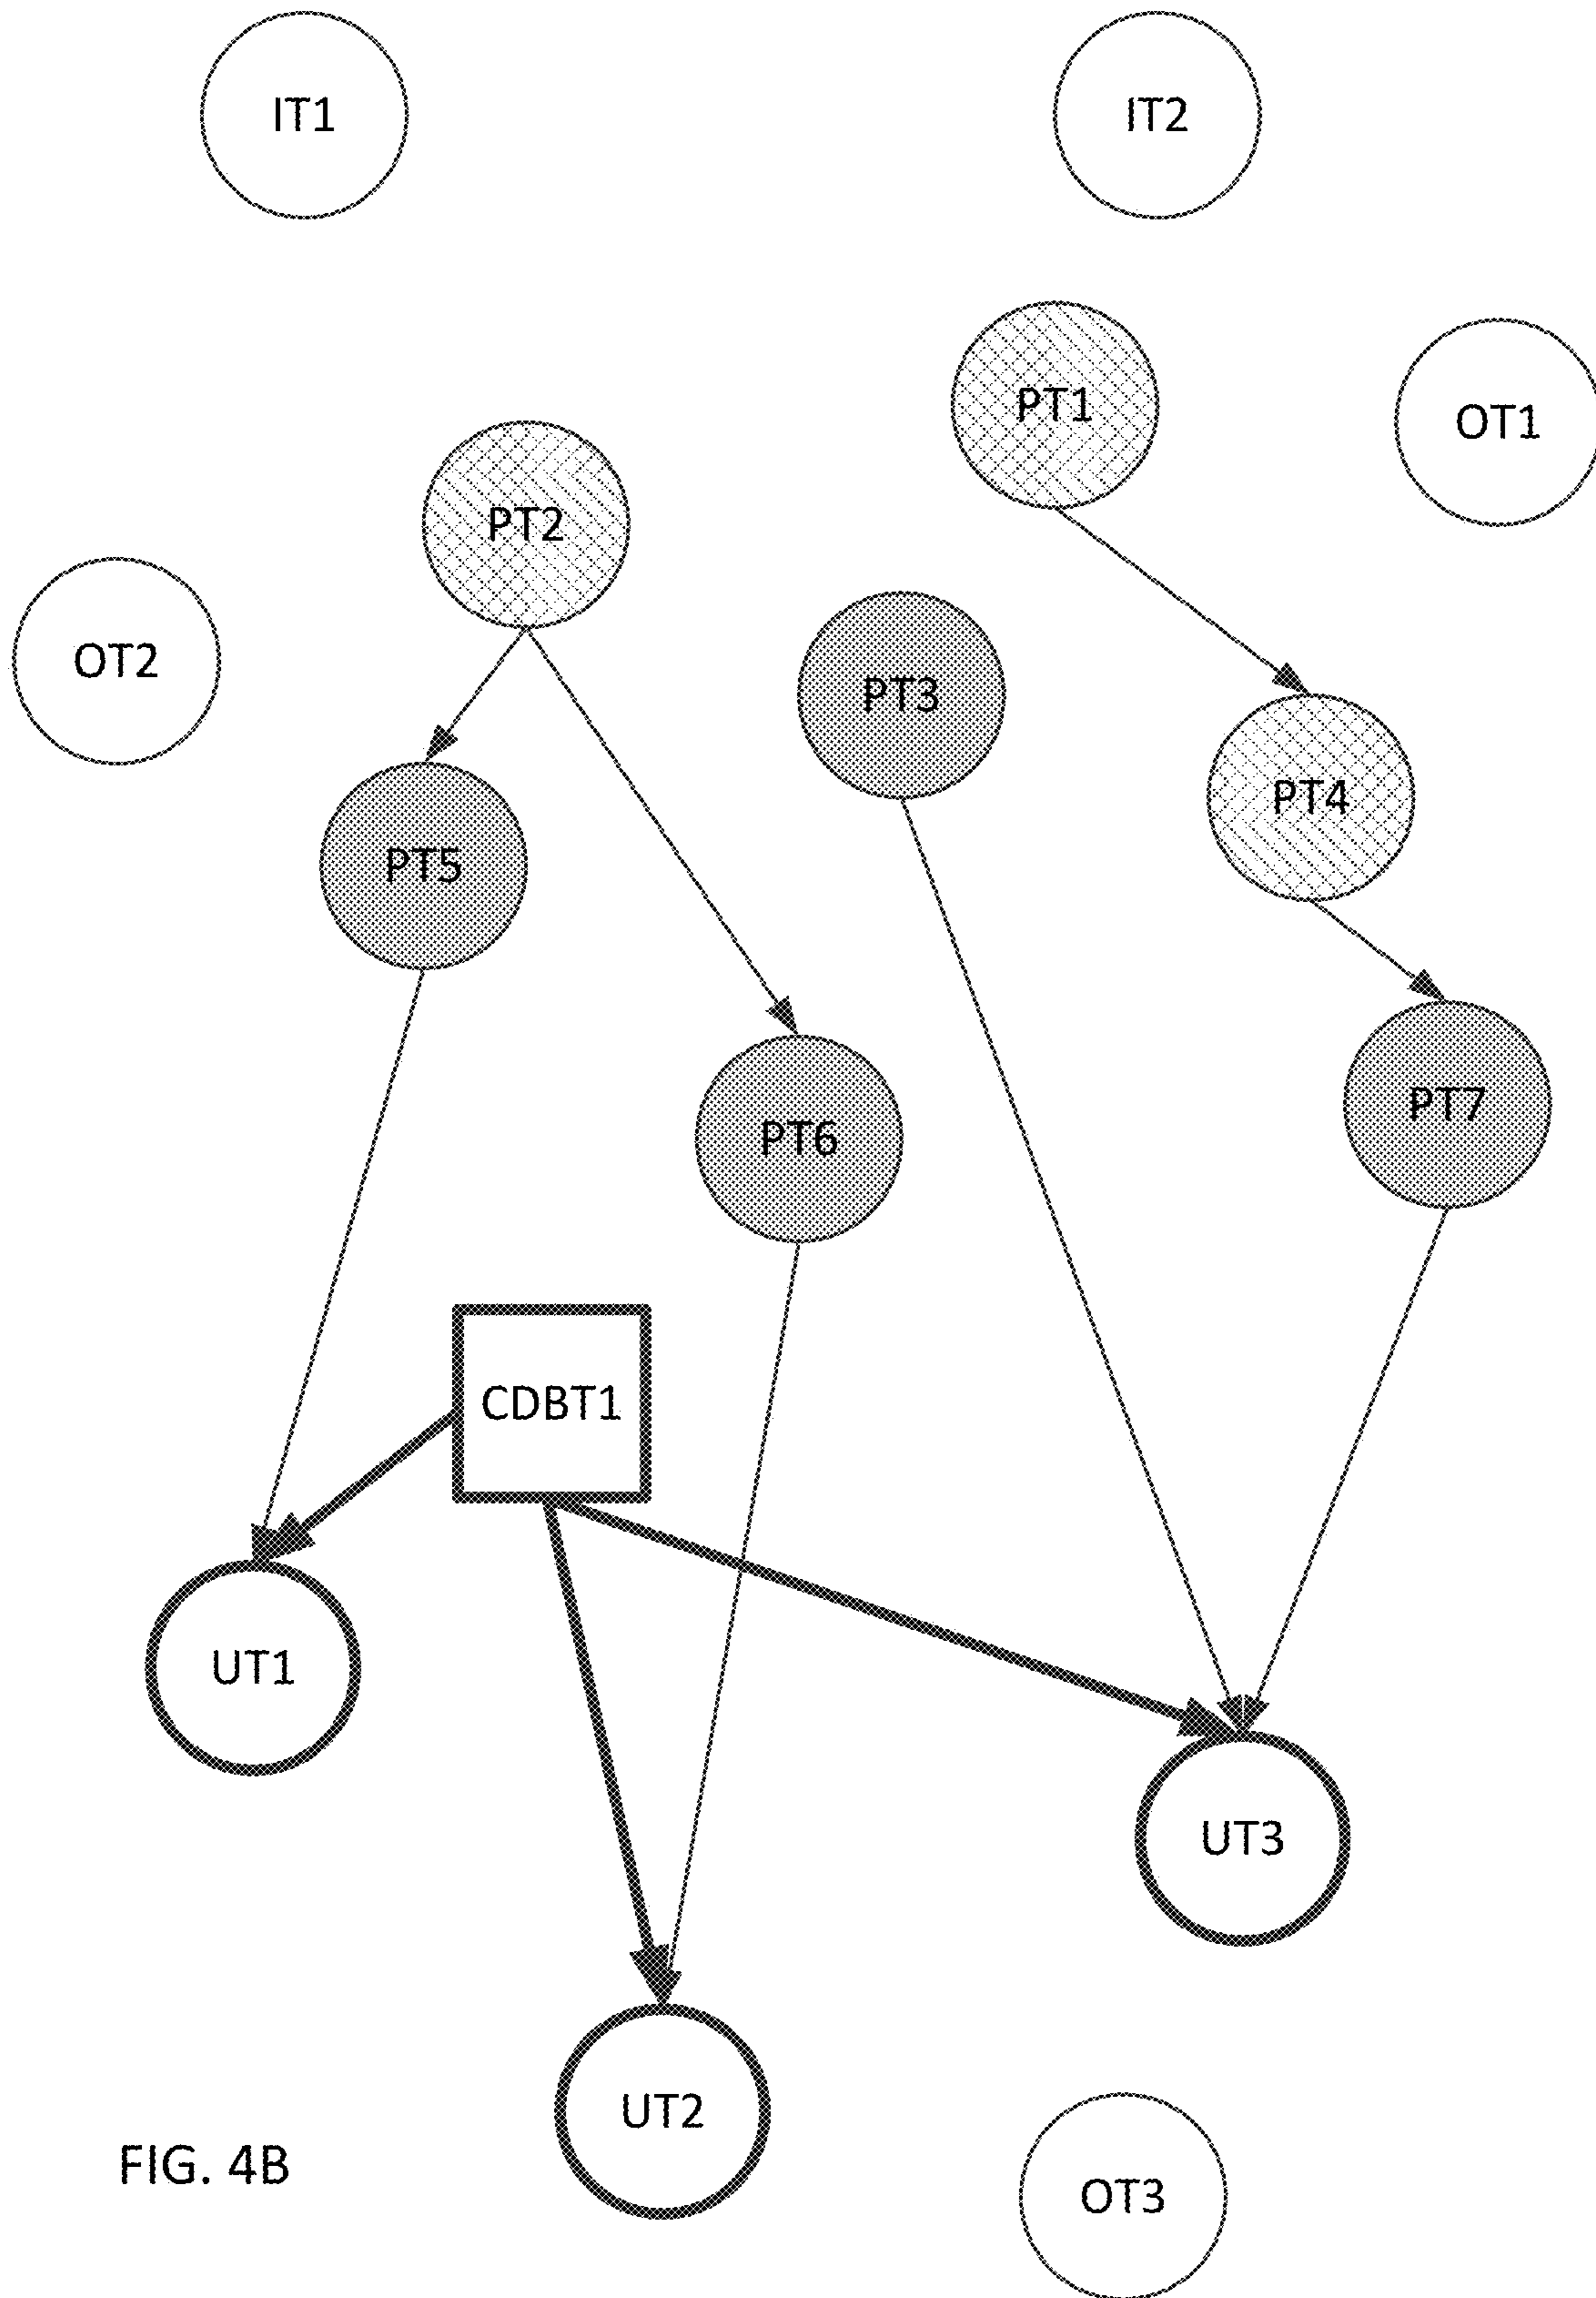 IT1
IT2
PT1
OT1
PT2
OT2
PT3
PT4
PT5
PT7
PT6
CDBT1
UT1
UT3
UT2
FIG. 4B
OT3